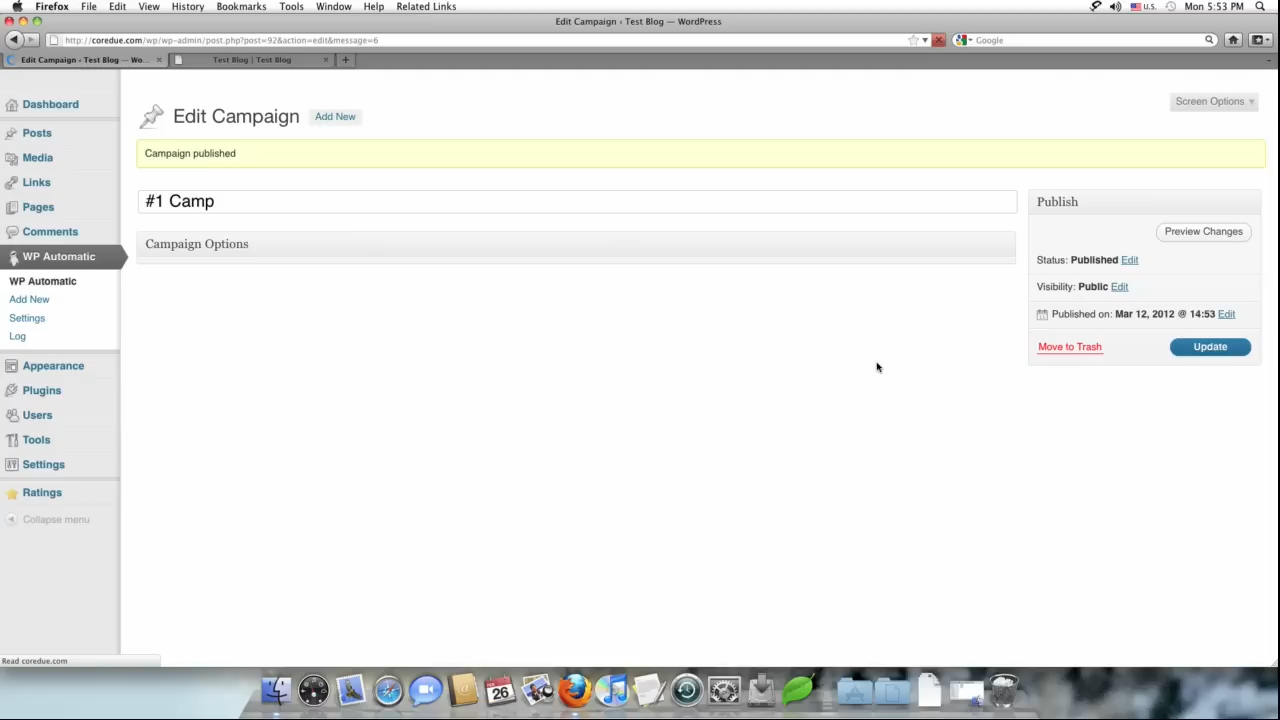 Firefox File Edit View History Bookmarks Tools Window Help Related Links U.S. Mon 5:53 PM
Edit Campaign ‹ Test Blog — WordPress
http://coredue.com/wp/wp-admin/post.php?post=92&action=edit&message=6 Google
Edit Campaign ‹ Test Blog — Wo... Test Blog | Test Blog
Screen Options
Dashboard
Posts
Media
Links
Pages
Comments
WP Automatic
WP Automatic
Add New
Settings
Log
Appearance
Plugins
Users
Tools
Settings
Ratings
Collapse menu
Edit Campaign Add New
Campaign published
#1 Camp
Campaign Options
Publish
Preview Changes
Status: Published Edit
Visibility: Public Edit
Published on: Mar 12, 2012 @ 14:53 Edit
Move to Trash Update
Read coredue.com
FEB
26